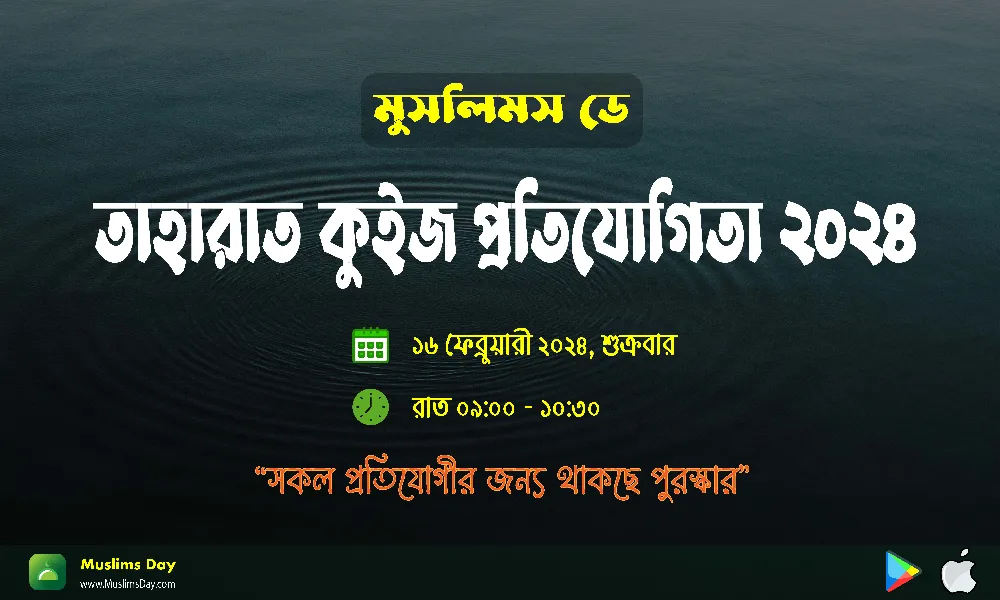 মুসলিমস ডে
তাহারাত কুইজ প্রতিযোগিতা ২০২৪
১৬ ফেব্রুয়ারী ২০২৪, শুক্রবার
রাত ০৯:০০ - ১০:৩০
“সকল প্রতিযোগীর জন্য থাকছে পুরস্কার”
Muslims Day
www.MuslimsDay.com